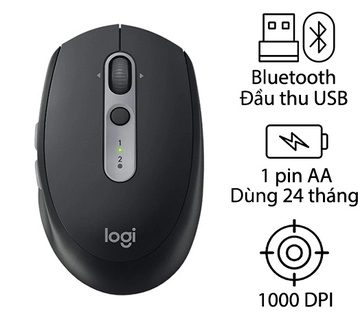 1
2
logi
Bluetooth
Đầu thu USB
1 pin AA
Dùng 24 tháng
1000 DPI